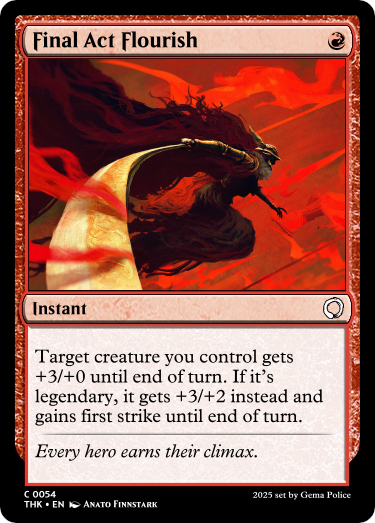 Final Act Flourish
Instant
Target creature you control gets
+3/+0 until end of turn. If it's
legendary, it gets +3/+2 instead and
gains first strike until end of turn.
Every hero earns their climax.
C 0054
THK • EN Anato Finnstark
2025 set by Gema Police